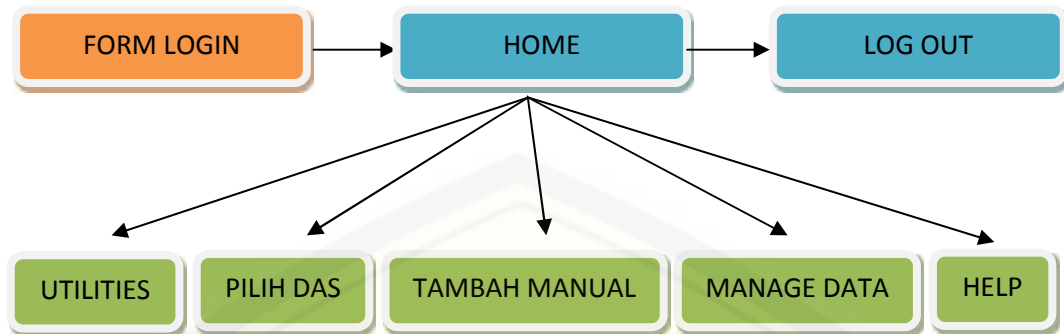 FORM LOGIN
HOME
LOG OUT
UTILITIES
PILIH DAS
TAMBAH MANUAL
MANAGE DATA
HELP